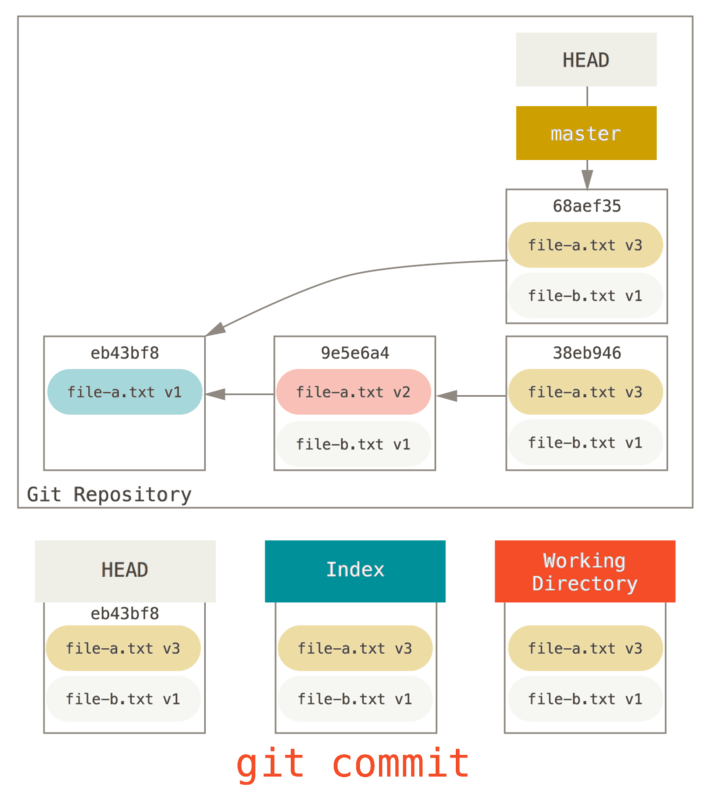 HEAD
master
68aef35
file-a.txt v3
file-b.txt v1
eb43bf8
file-a.txt v1
9e5e6a4
file-a.txt v2
file-b.txt v1
38eb946
file-a.txt v3
file-b.txt v1
Git Repository
HEAD
eb43bf8
file-a.txt v3
file-b.txt v1
Index
file-a.txt v3
file-b.txt v1
Working
Directory
file-a.txt v3
file-b.txt v1
git commit